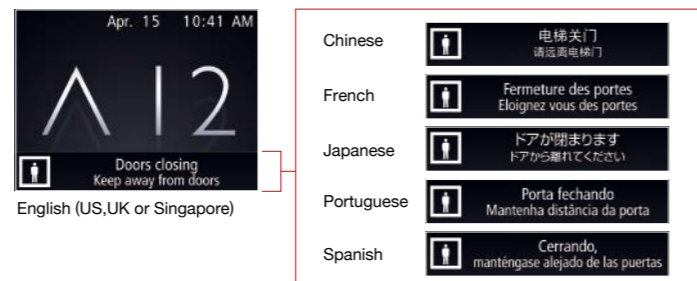 Apr. 15 10:41 AM
12
Doors closing
Keep away from doors
English (US,UK or Singapore)
Chinese
电梯关门
请远离电梯门
French
Fermeture des portes
Eloignez vous des portes
Japanese
ドアが閉まります
ドアから離れてください
Portuguese
Porta fechando
Mantenha distância da porta
Spanish
Cerrando,
manténgase alejado de las puertas